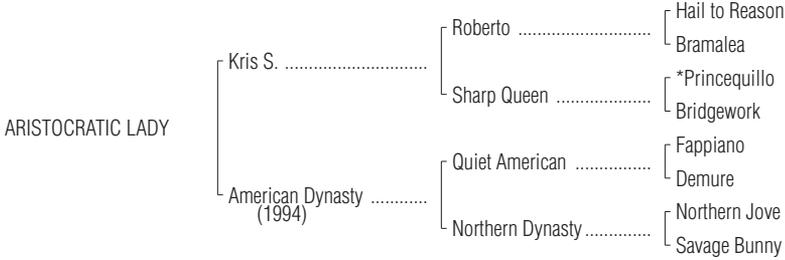 Hail to Reason
Roberto ............................
Bramalea
Kris S. ..............................
*Princequillo
Sharp Queen ....................
Bridgework
ARISTOCRATIC LADY
Fappiano
Quiet American ................
Demure
American Dynasty ............
(1994)
Northern Jove
Northern Dynasty..............
Savage Bunny